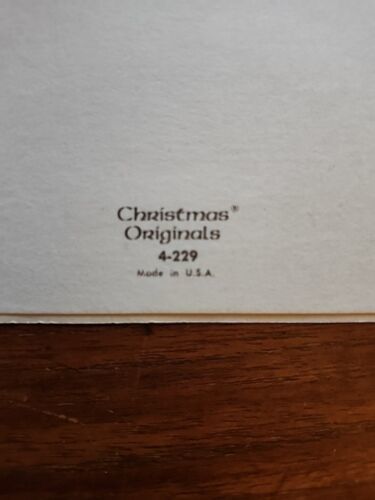 Christmas®
Originals
4-229
Made in U.S.A.